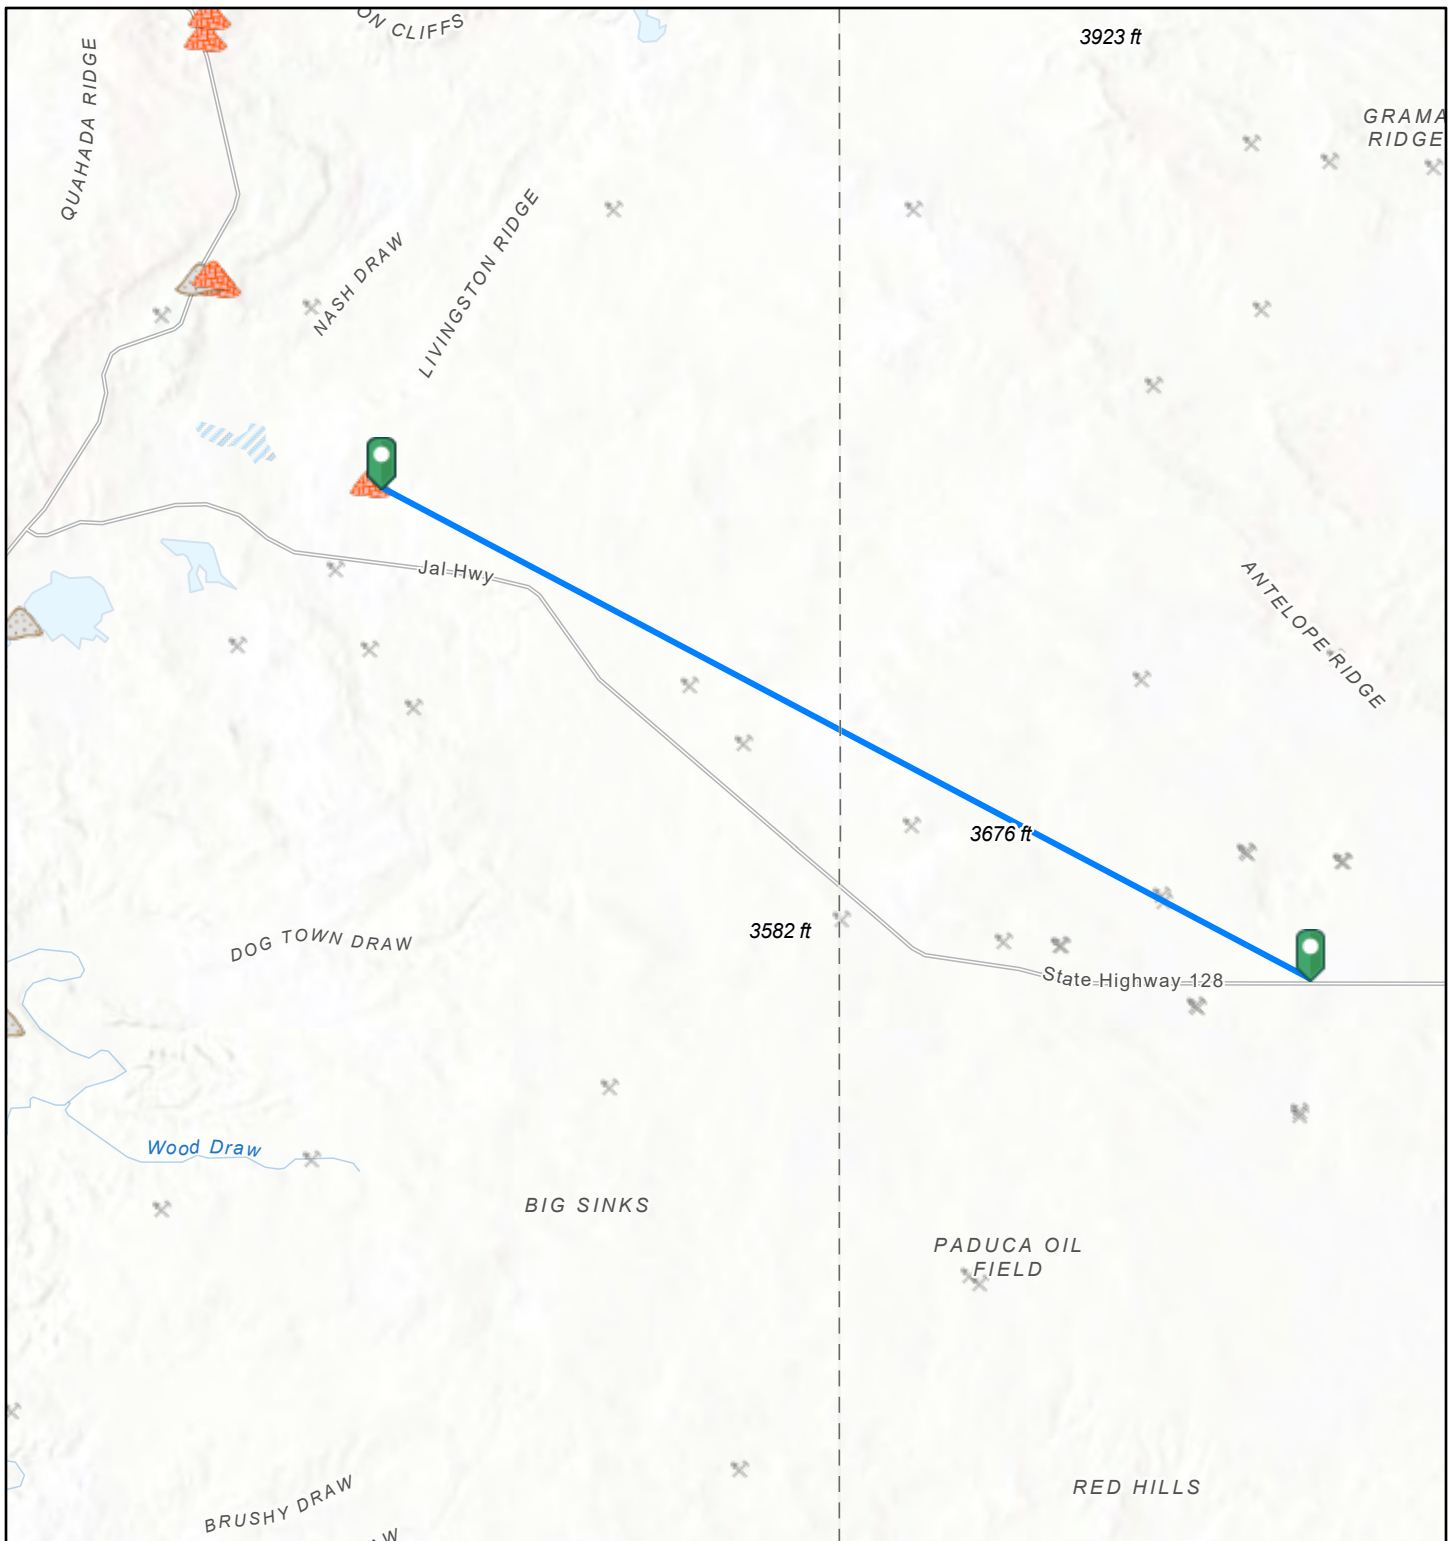 ON CLIFFS
3923 ft
QUAHADA RIDGE
GRAMA
RIDGE
NASH DRAW
LIVINGSTON RIDGE
Jal Hwy
ANTELOPE RIDGE
3676 ft
3582 ft
DOG TOWN DRAW
State Highway 128
Wood Draw
BIG SINKS
PADUCA OIL
FIELD
RED HILLS
BRUSHY DRAW
AW